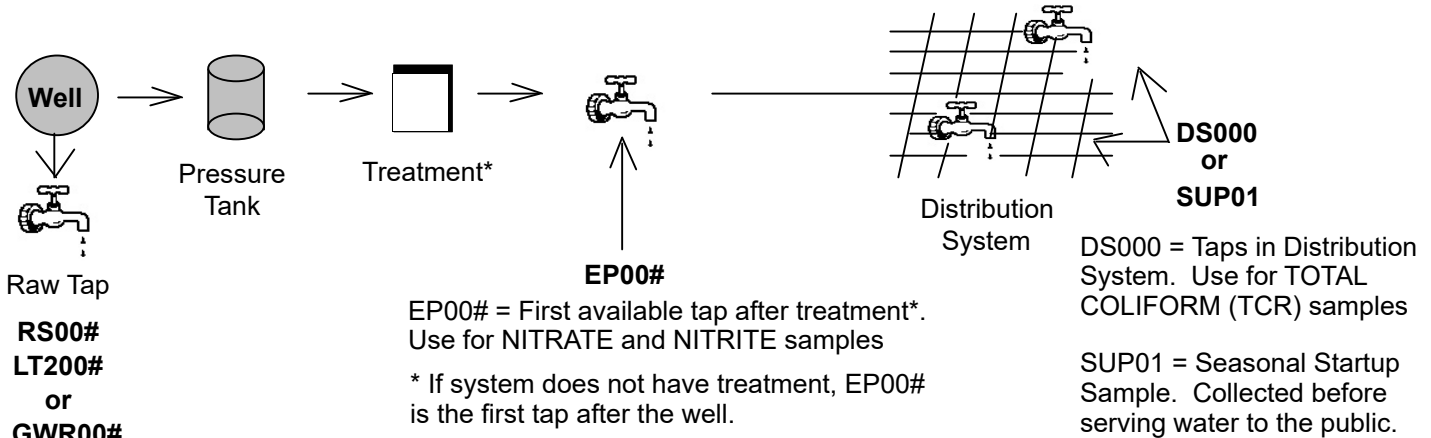 Well
Pressure
Tank
Treatment*
Raw Tap
RS00#
LT200#
or
GWR00#
EP00#
EP00# = First available tap after treatment*.
Use for NITRATE and NITRITE samples
* If system does not have treatment, EP00#
is the first tap after the well.
Distribution
System
DS000
or
SUP01
DS000 = Taps in Distribution
System. Use for TOTAL
COLIFORM (TCR) samples
SUP01 = Seasonal Startup
Sample. Collected before
serving water to the public.